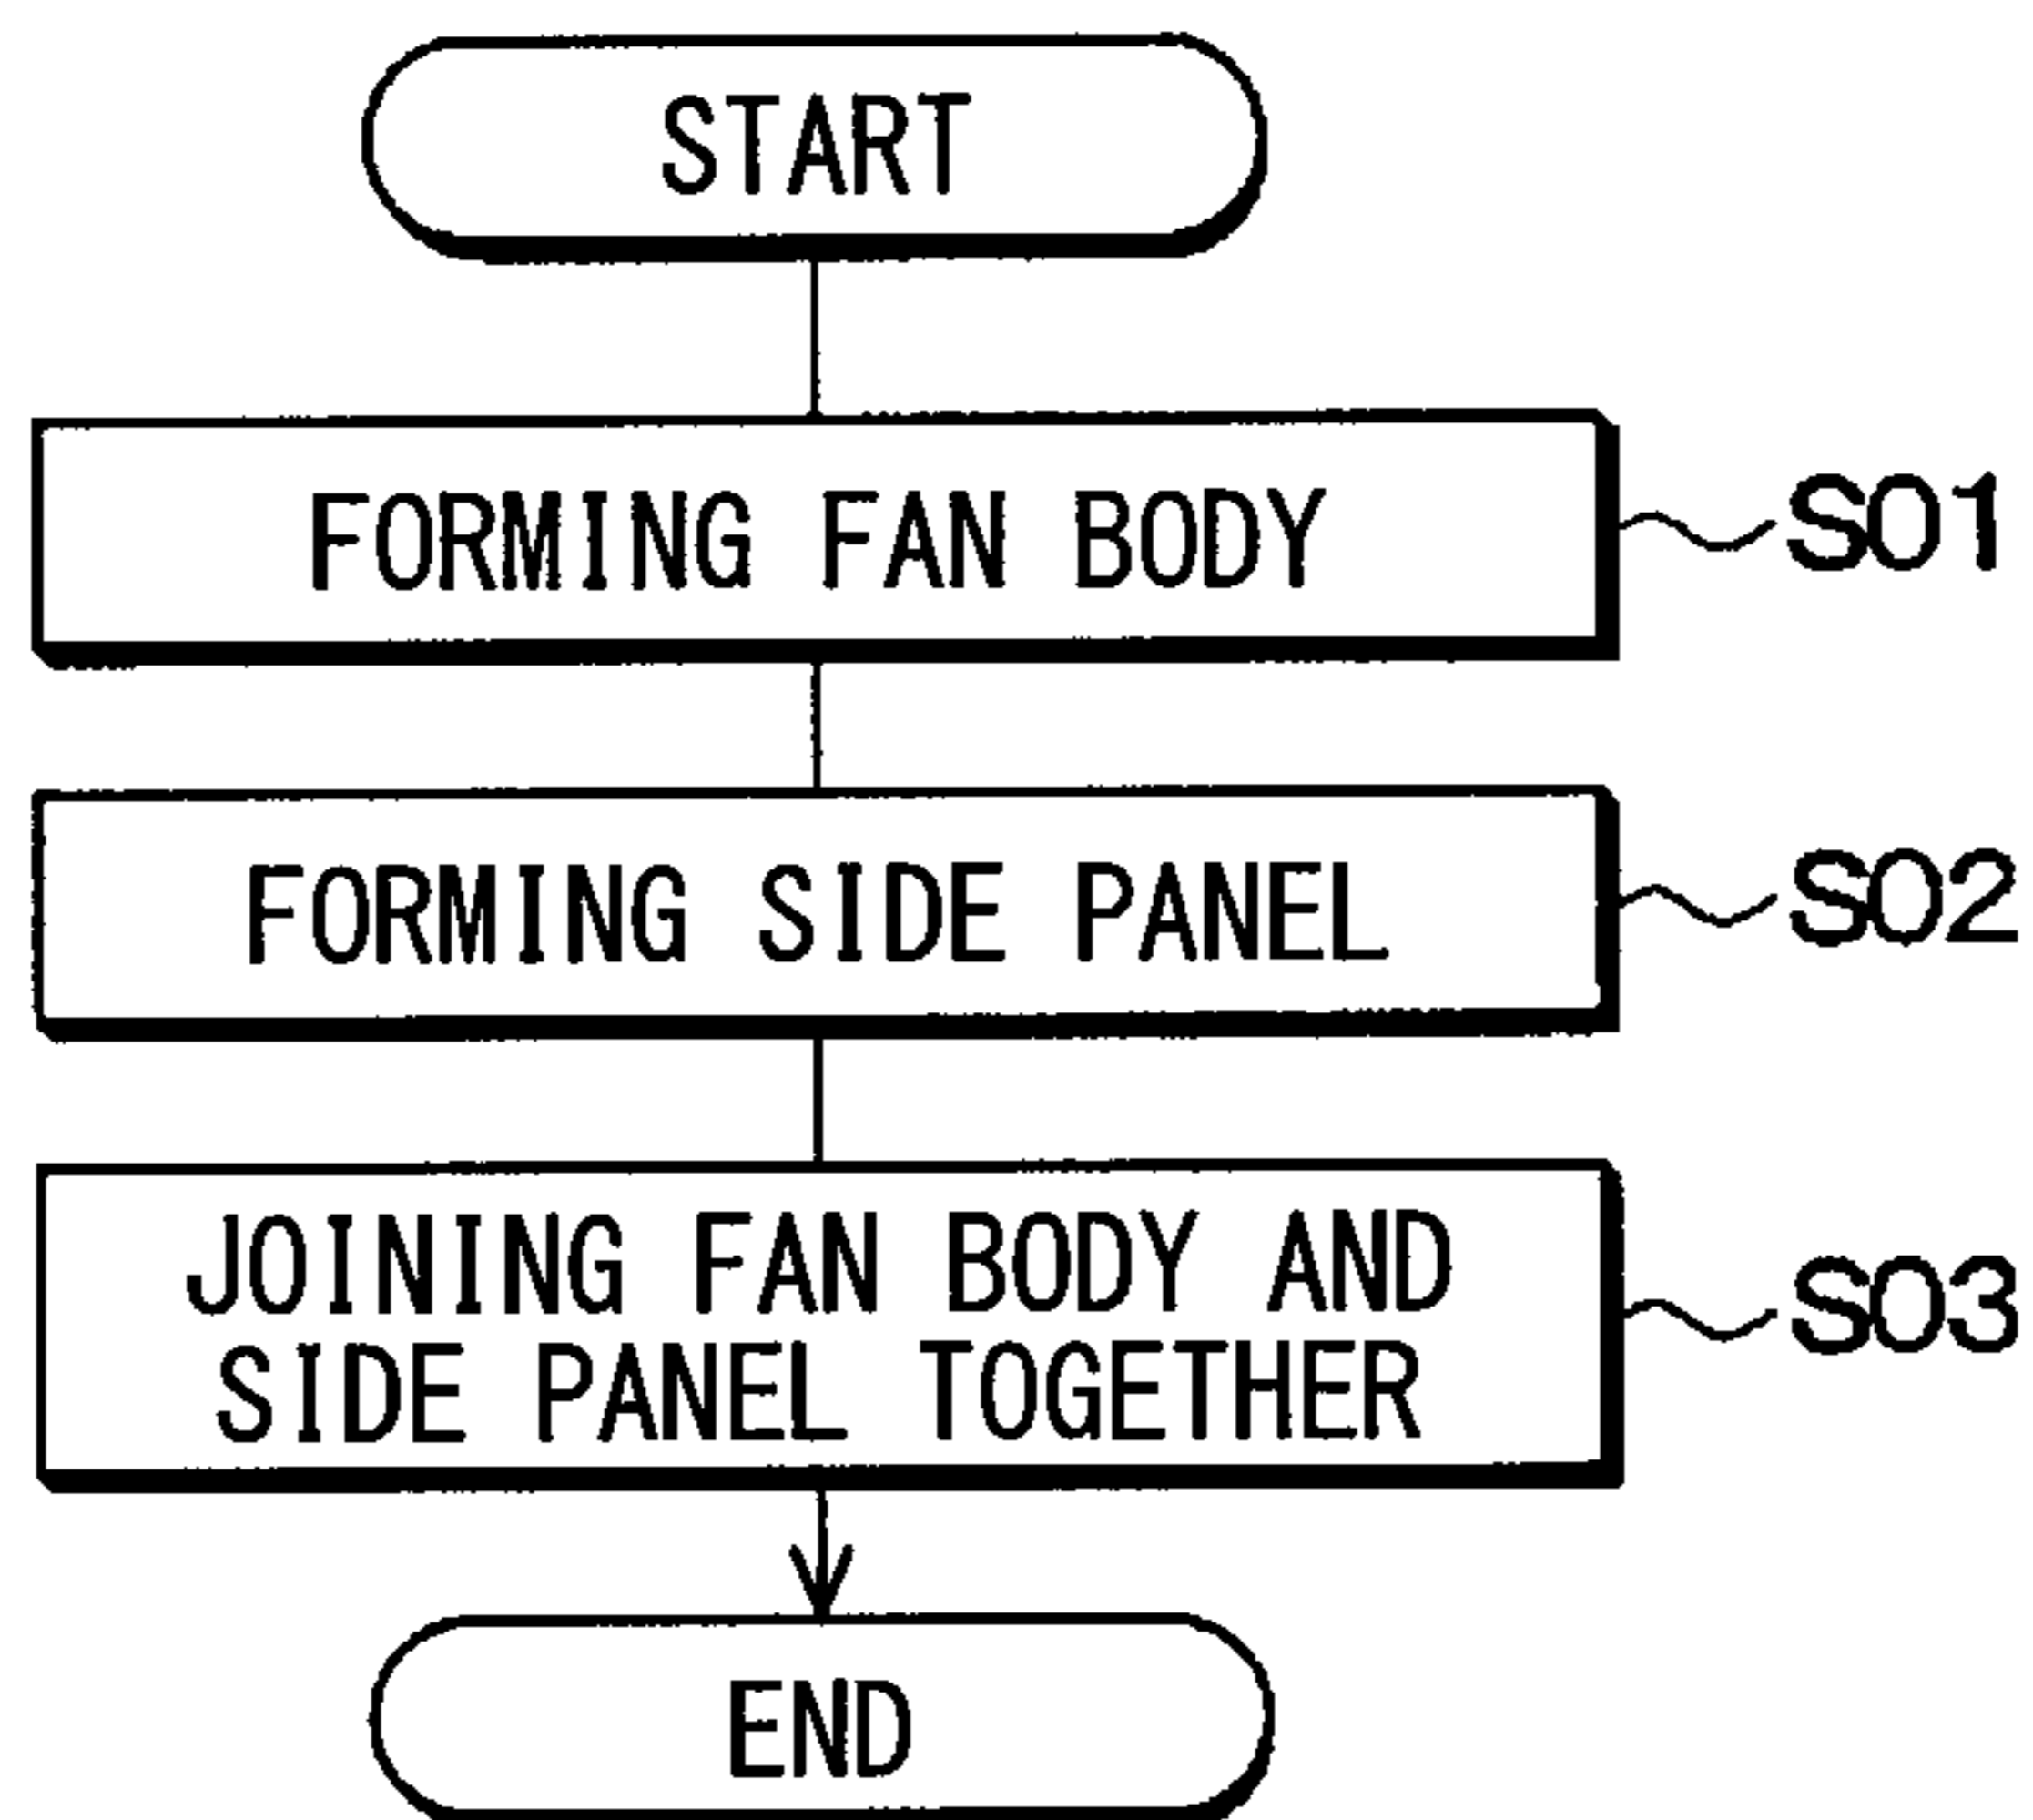 START
FORMING FAN BODY
S01
FORMING SIDE PANEL
S02
JOINING FAN BODY AND
SIDE PANEL TOGETHER
S03
END